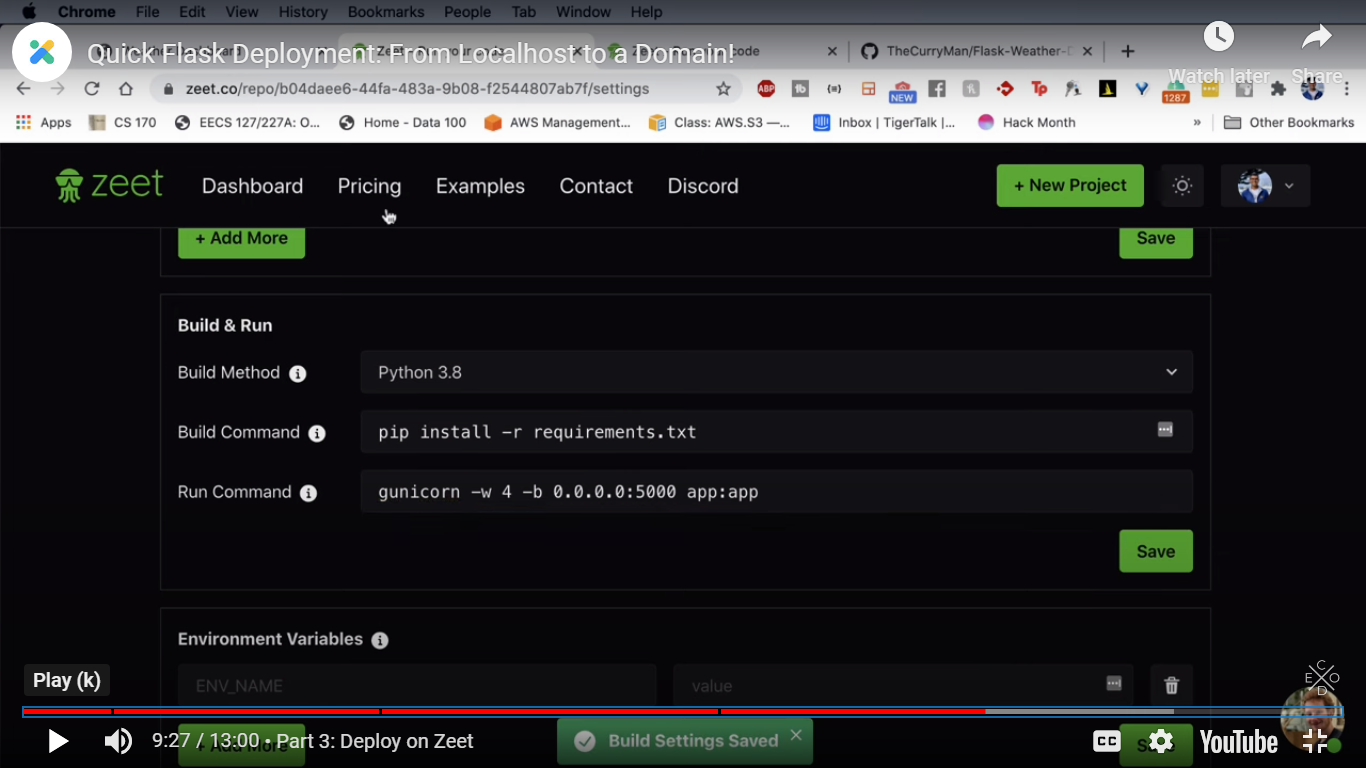 Chrome File Edit View History Bookmarks People Tab Window Help
Quick Flask Deployment: From Localhost to a Domain!
TheCurryMan/Flask-Weather-D
Watch later Share
zeet.co/repo/b04daee6-44fa-483a-9b08-f2544807ab7f/settings
ABP
NEW
Tp
1287
Apps CS 170 EECS 127/227A: O... Home - Data 100 AWS Management... Class: AWS.S3 —... Inbox | TigerTalk |... Hack Month » Other Bookmarks
zeet Dashboard Pricing Examples Contact Discord + New Project
+ Add More Save
Build & Run
Build Method Python 3.8
Build Command pip install -r requirements.txt
Run Command gunicorn -w 4 -b 0.0.0.0:5000 app:app
Save
Environment Variables
ENV_NAME value
Play (k)
C
E O
D
9:27 / 13:00 • Part 3: Deploy on Zeet
Build Settings Saved
CC YouTube